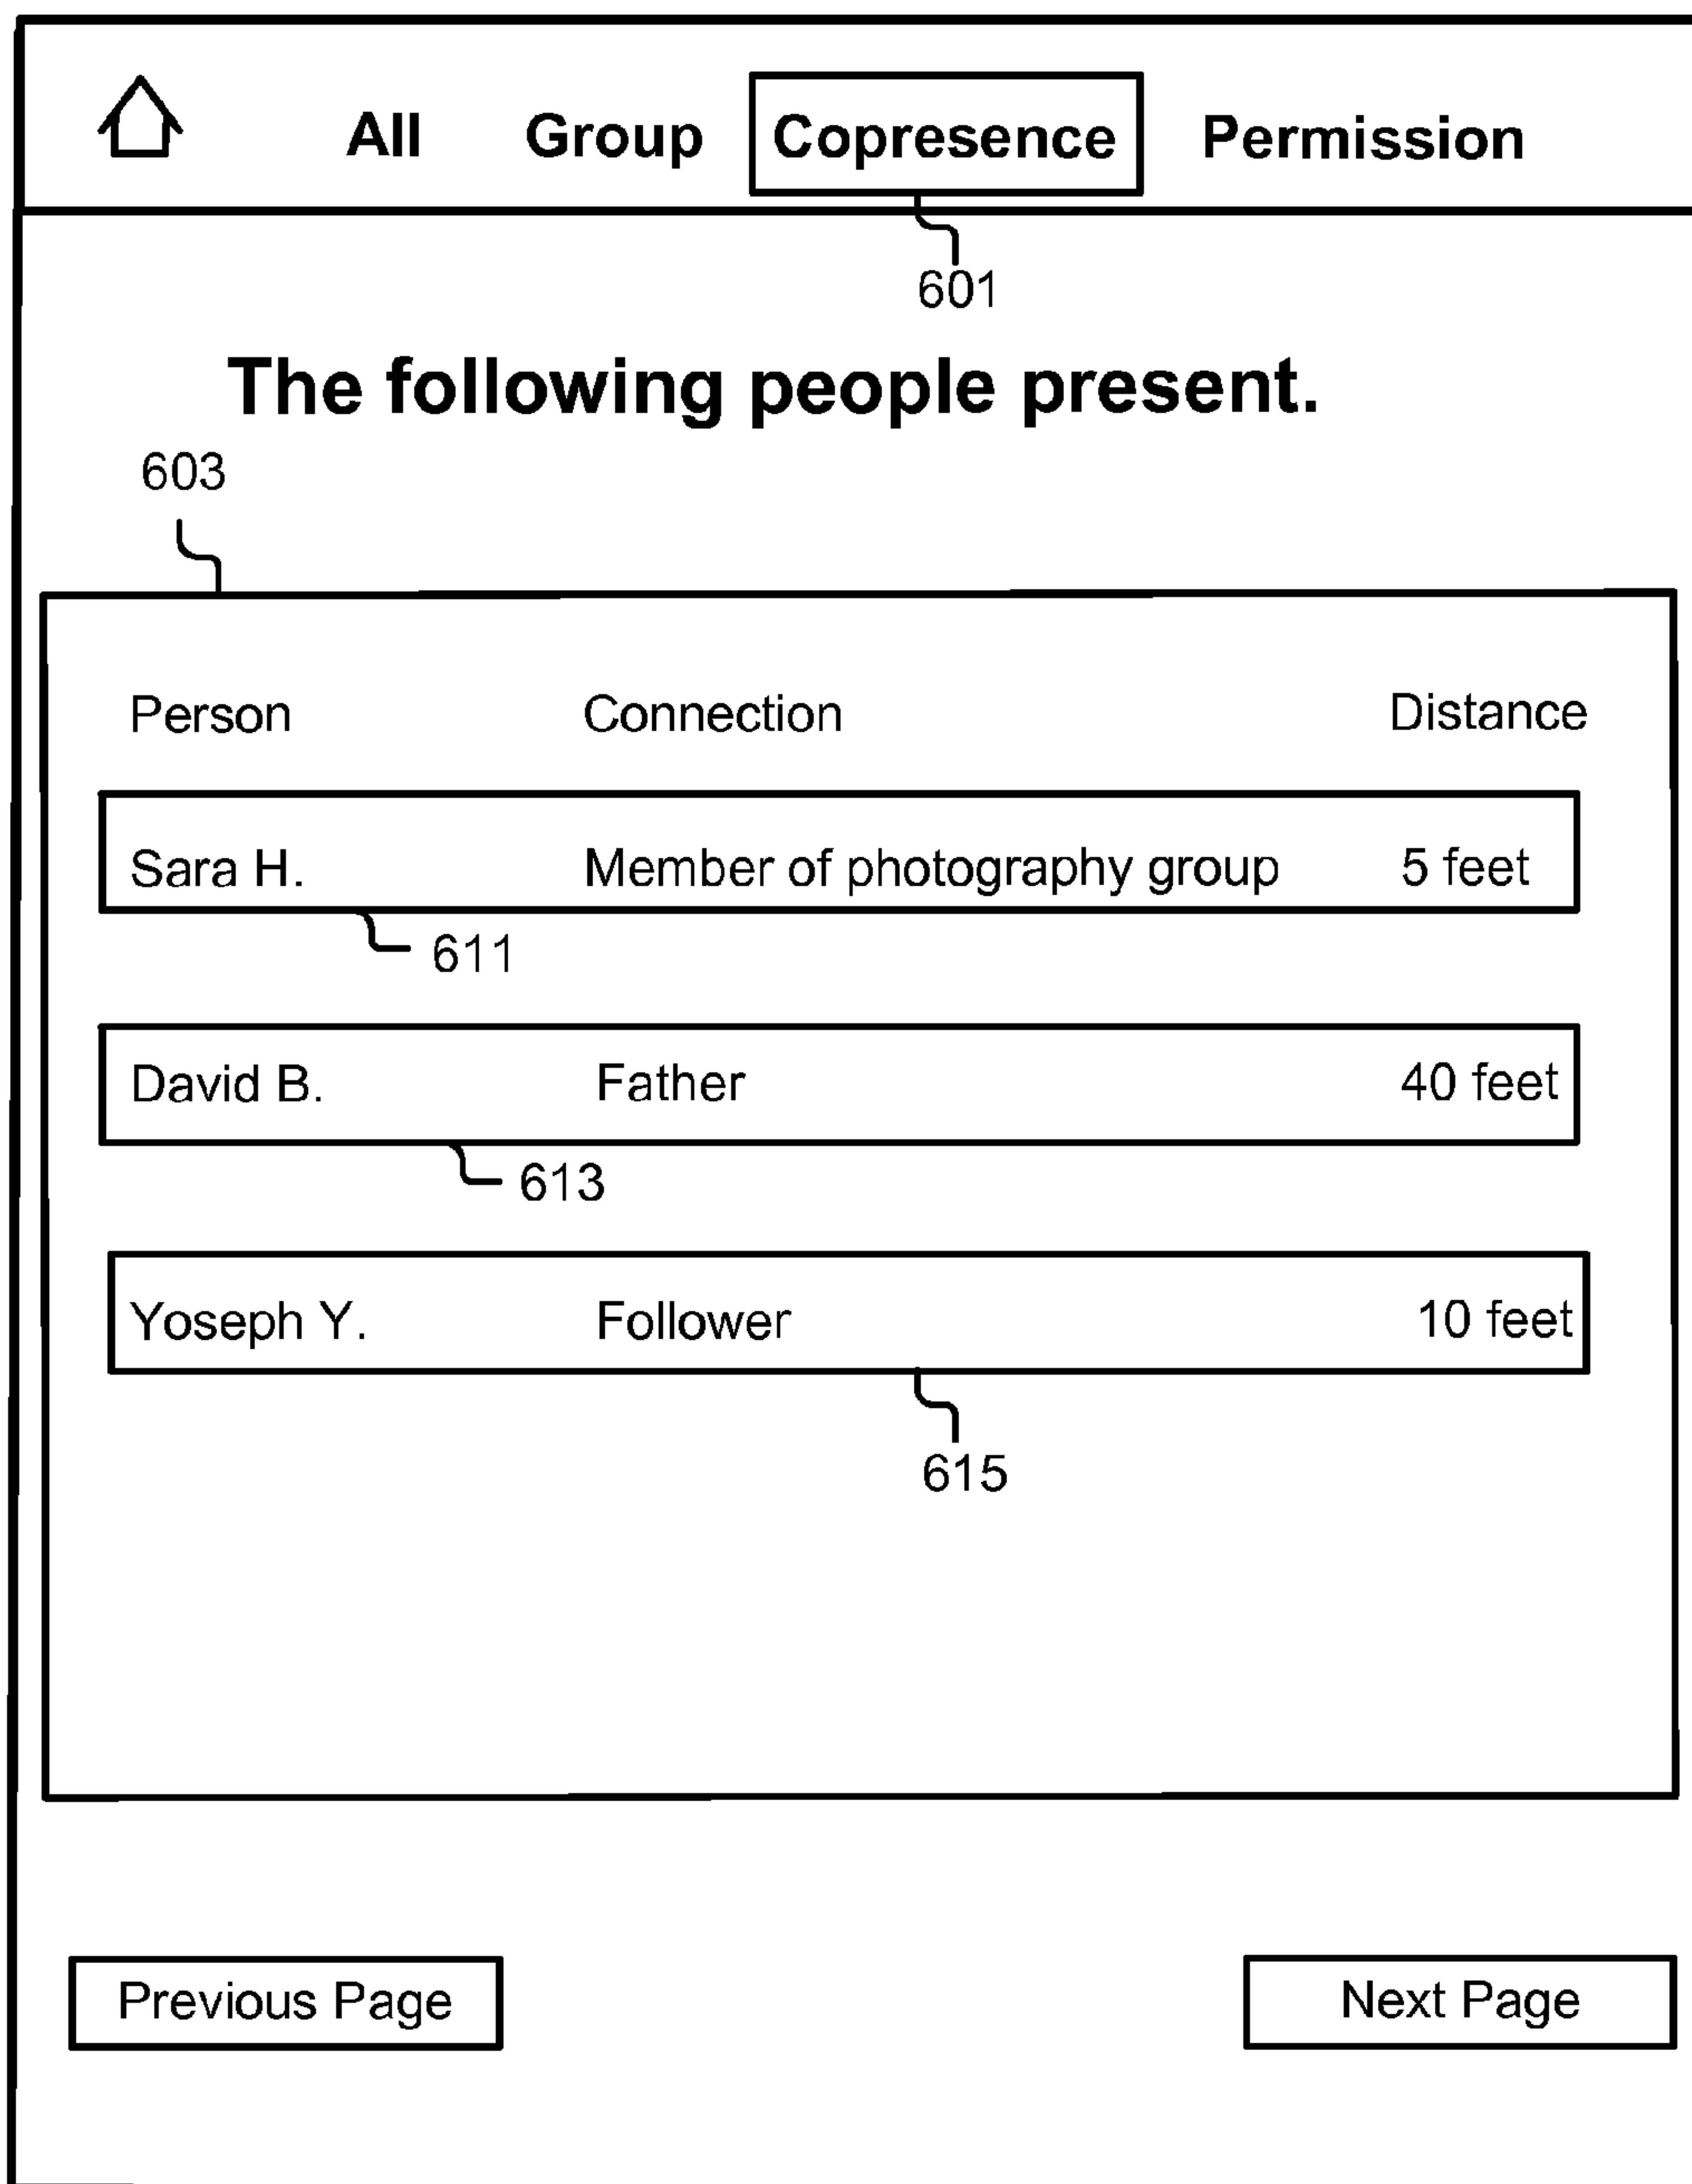 All Group Copresence Permission
601
The following people present.
603
Person Connection Distance
Sara H. Member of photography group 5 feet
611
David B. Father 40 feet
613
Yoseph Y. Follower 10 feet
615
Previous Page Next Page